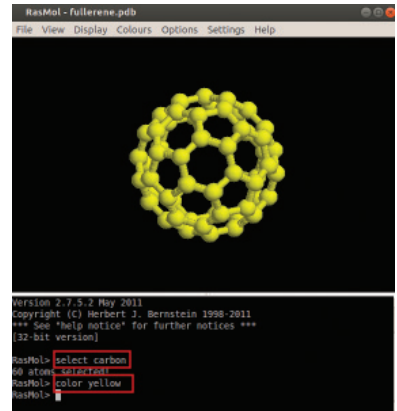 RasMol - fullerene.pdb
File View Display Colours Options Settings Help
Version 2.7.5.2 May 2011
Copyright (C) Herbert J. Bernstein 1998-2011
*** See "help notice" for further notices ***
[32-bit version]
RasMol> select carbon
60 atoms selected!
RasMol> color yellow
RasMol>